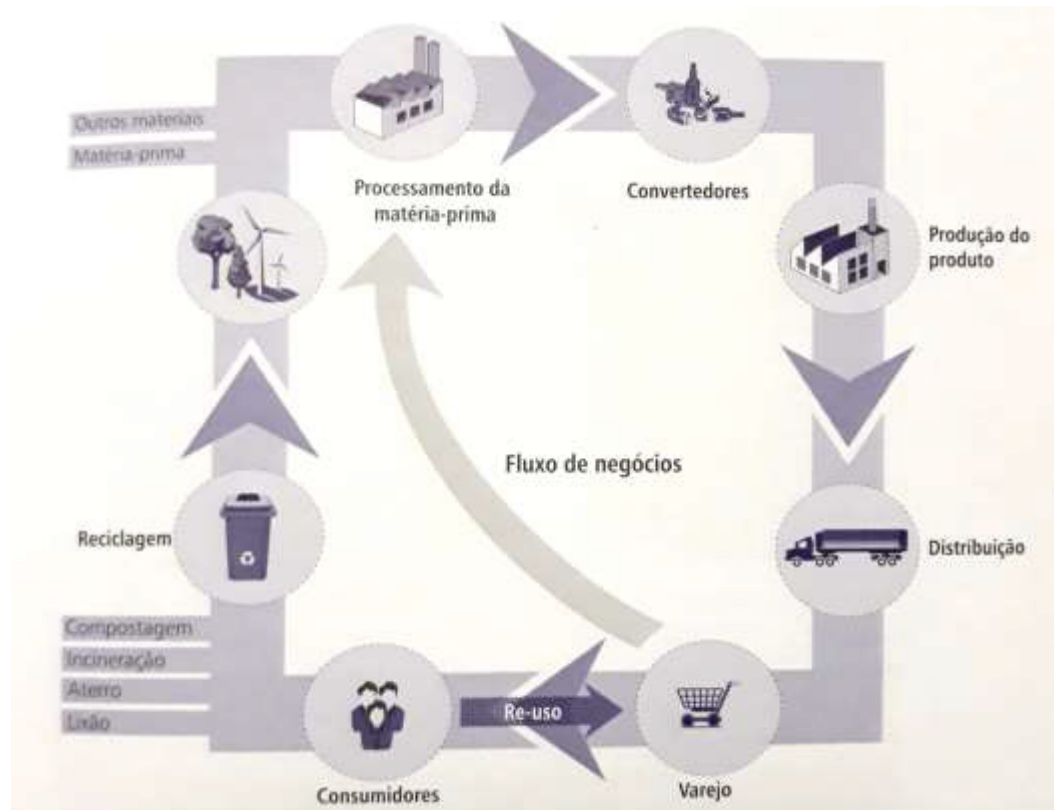 Outros materiais
Matéria-prima
Processamento da
matéria-prima
Convertedores
Produção do
produto
Fluxo de negócios
Reciclagem
Distribuição
Compostagem
Incineração
Aterro
Lixão
Re-uso
Consumidores
Varejo